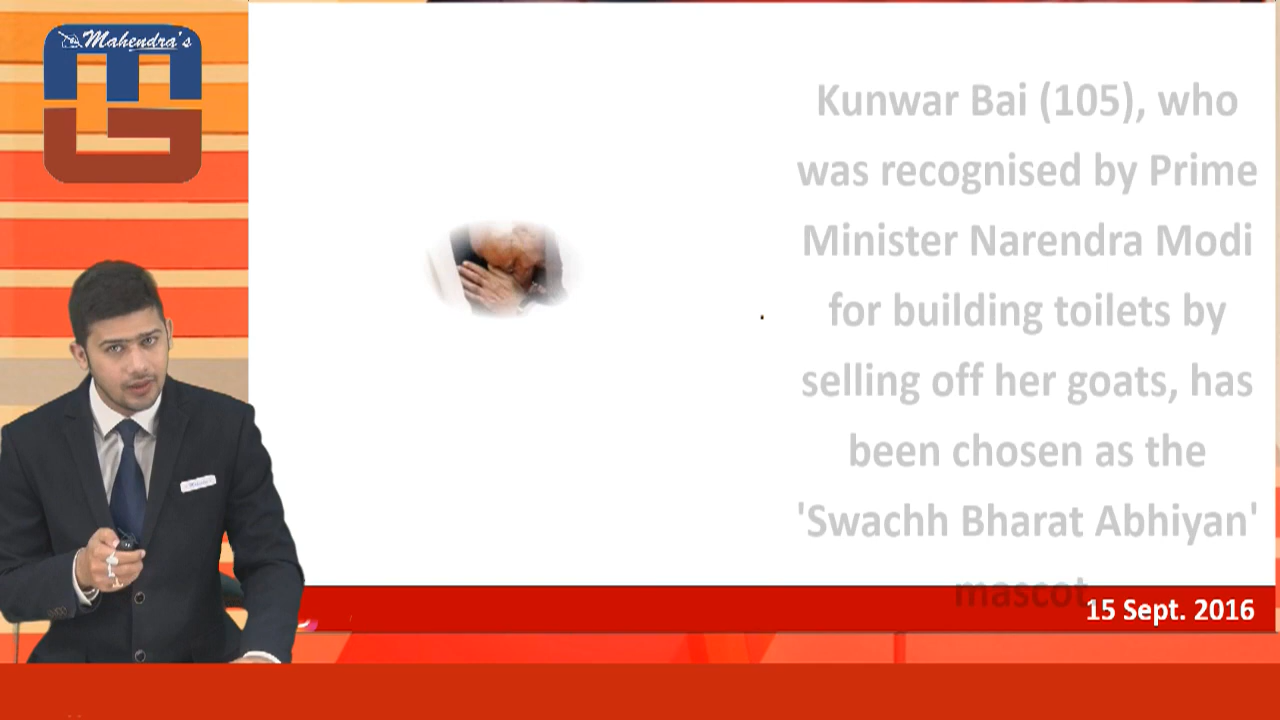 Mahendra's
Kunwar Bai (105), who
was recognised by Prime
Minister Narendra Modi
for building toilets by
selling off her goats, has
been chosen as the
'Swachh Bharat Abhiyan'
mascot
15 Sept. 2016